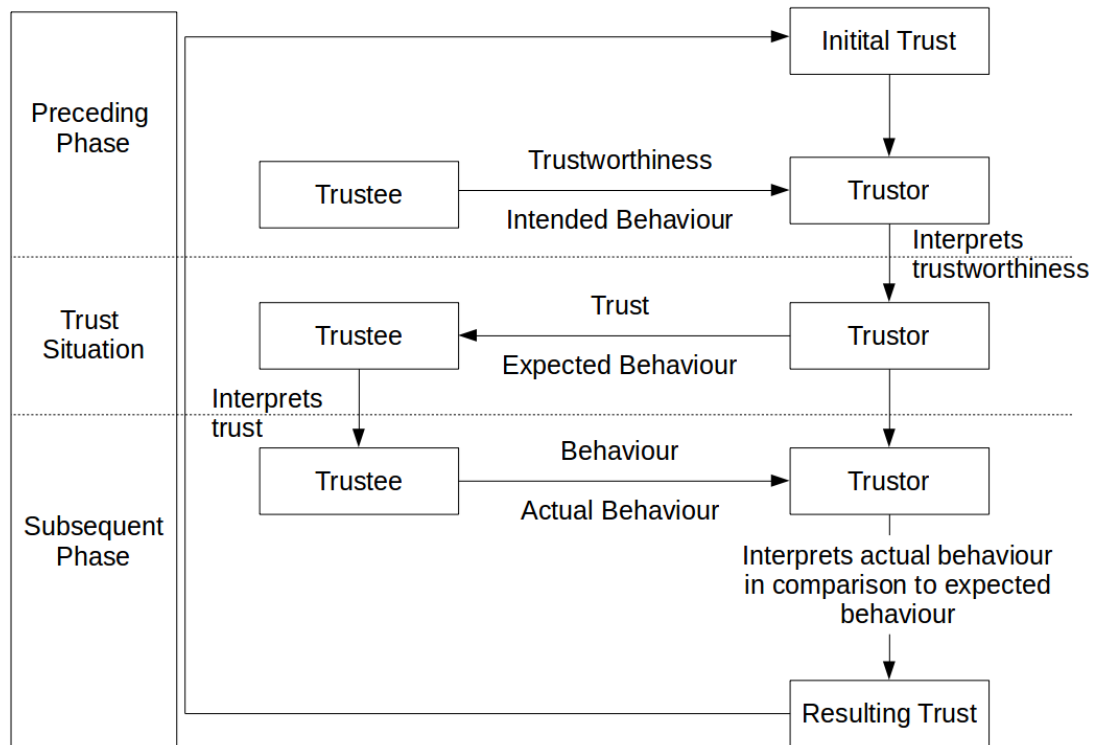 Initital Trust
Preceding
Phase
Trustworthiness
Trustee
Trustor
Intended Behaviour
Interprets
trustworthiness
Trust
Situation
Trust
Trustee
Trustor
Expected Behaviour
Interprets
trust
Behaviour
Trustee
Trustor
Actual Behaviour
Subsequent
Phase
Interprets actual behaviour
in comparison to expected
behaviour
Resulting Trust